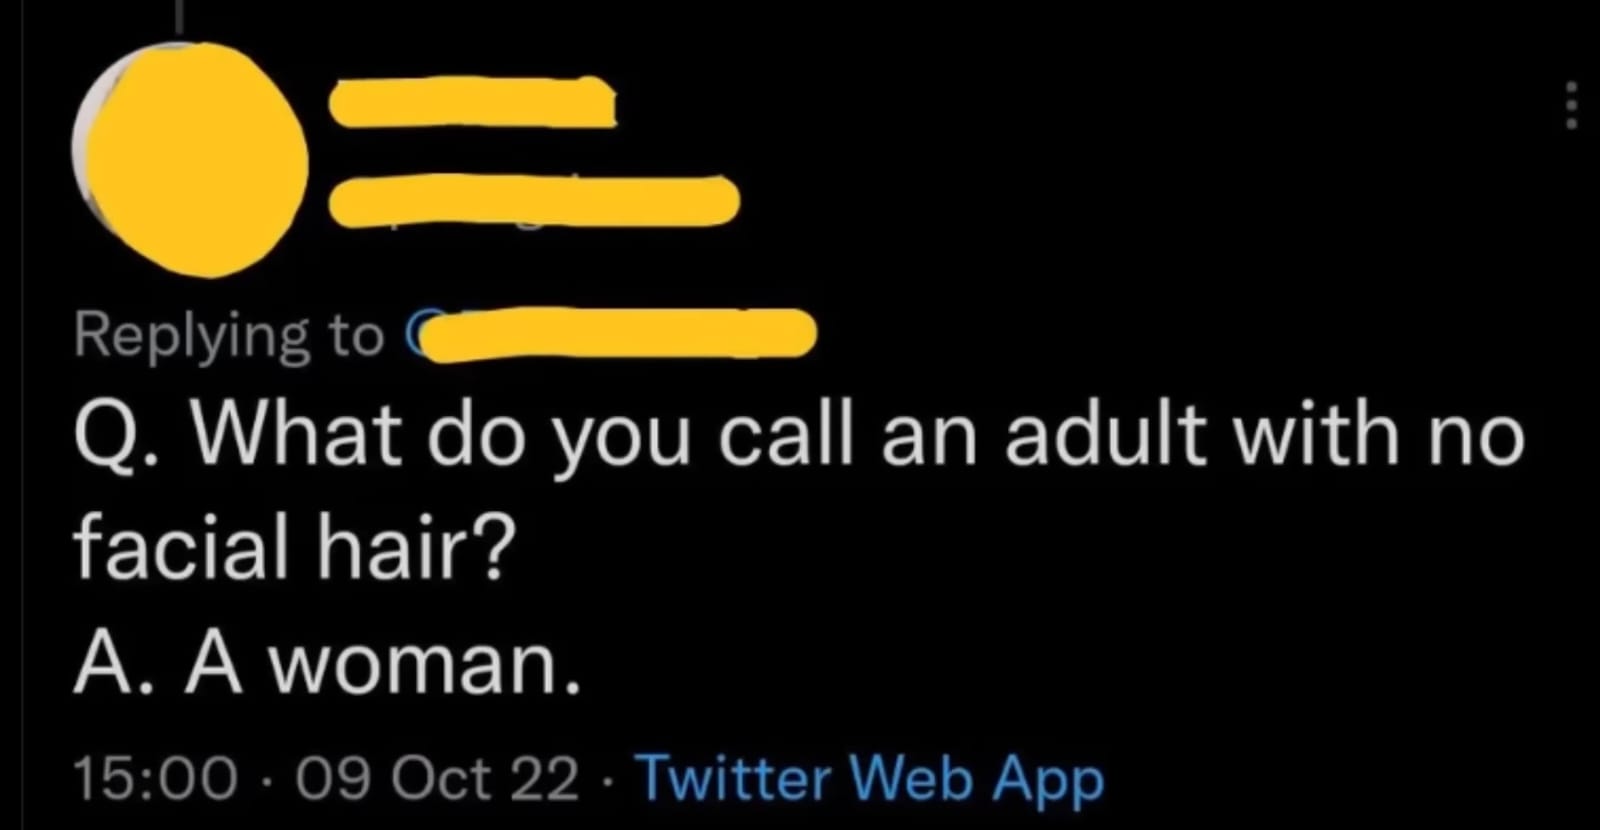 Replying to
Q. What do you call an adult with no
facial hair?
A. A woman.
15:00 · 09 Oct 22 · Twitter Web App